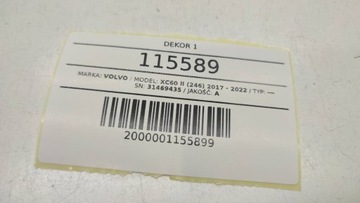 DEKOR 1
115589
MARKA: VOLVO / MODEL: XC60 II (246) 2017 - 2022 / TYP: ---
SN: 31469435 / JAKOŚĆ: A
2000001155899